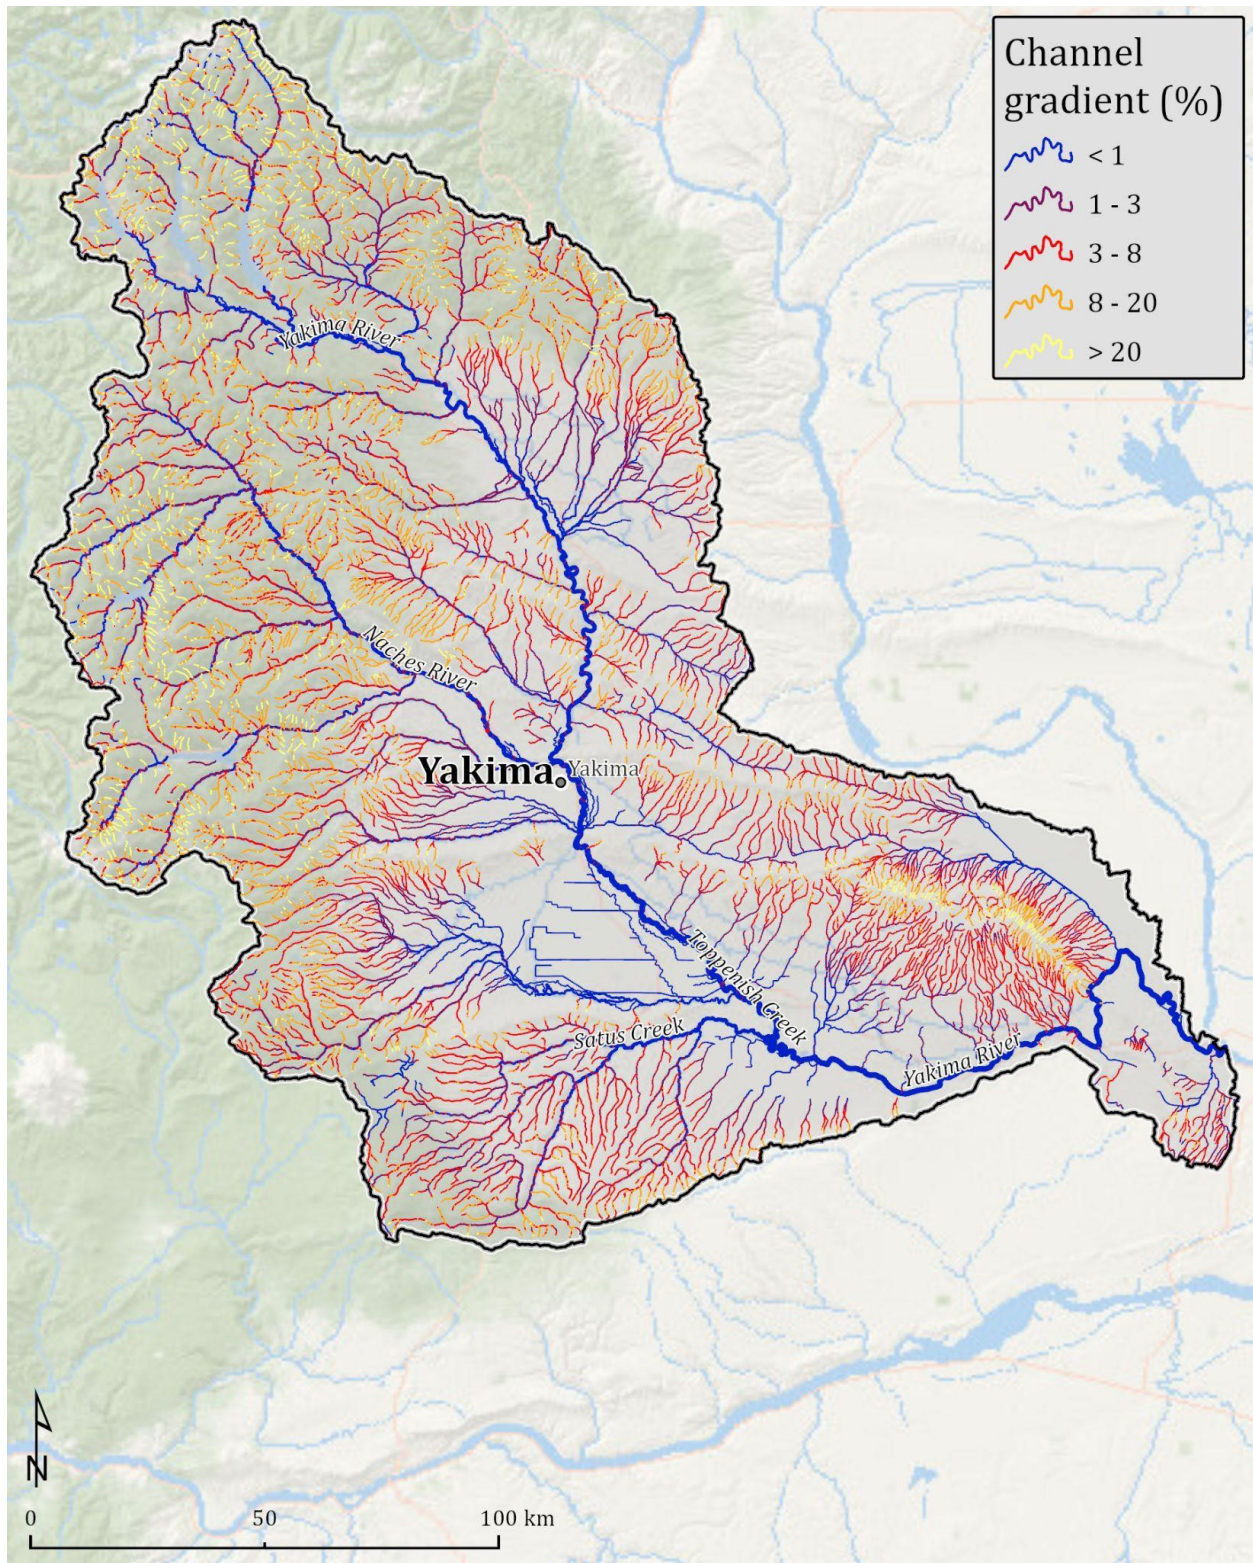 Channel
gradient (%)
< 1
1 - 3
3 - 8
8 - 20
> 20
Yakima River
Naches River
Yakima
Yakima
Toppenish Creek
Satus Creek
Yakima River
N
0 50 100 km